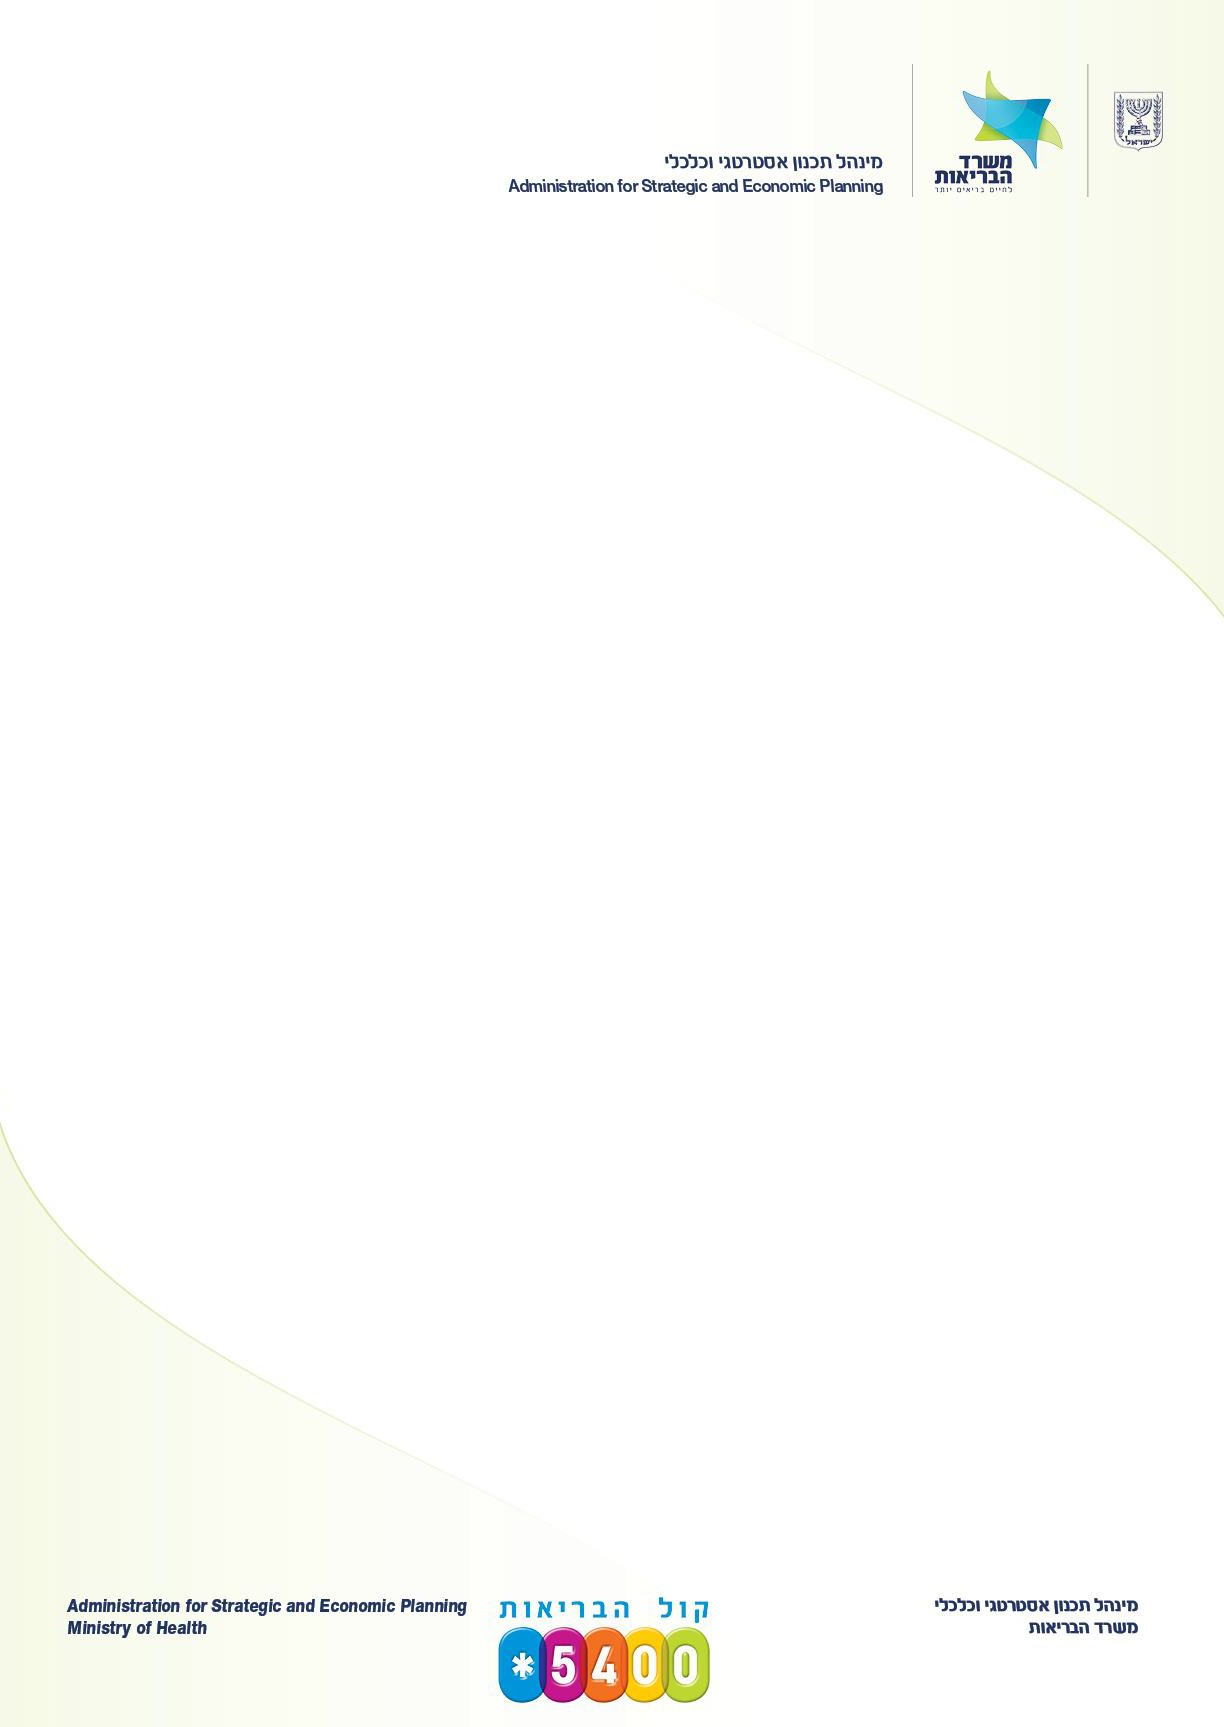 מינהל תכנון אסטרטגי וכלכלי
Administration for Strategic and Economic Planning
משרד
הבריאות
לחיים בריאים יותר
ישראל
Administration for Strategic and Economic Planning
Ministry of Health
קול הבריאות
*5400
מינהל תכנון אסטרטגי וכלכלי
משרד הבריאות